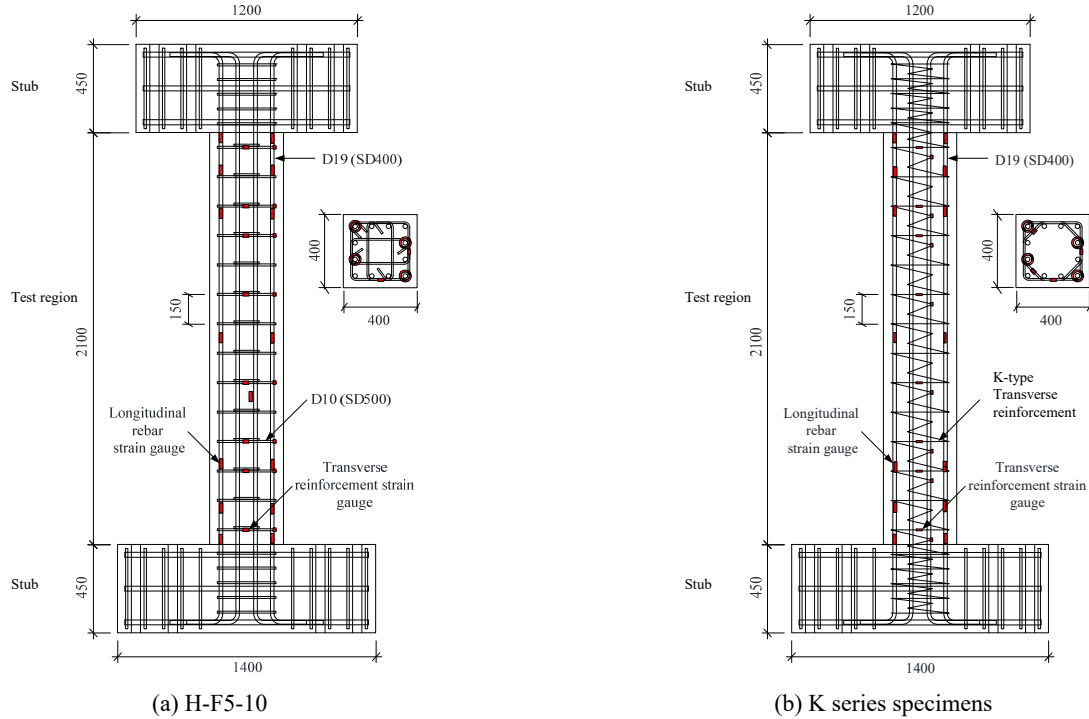 1200
Stub
450
D19 (SD400)
400
400
Test region
150
2100
D10 (SD500)
Longitudinal
rebar
strain gauge
Transverse
reinforcement strain
gauge
Stub
450
1400
(a) H-F5-10
1200
Stub
450
D19 (SD400)
400
400
Test region
150
2100
K-type
Transverse
reinforcement
Longitudinal
rebar
strain gauge
Transverse
reinforcement strain
gauge
Stub
450
1400
(b) K series specimens